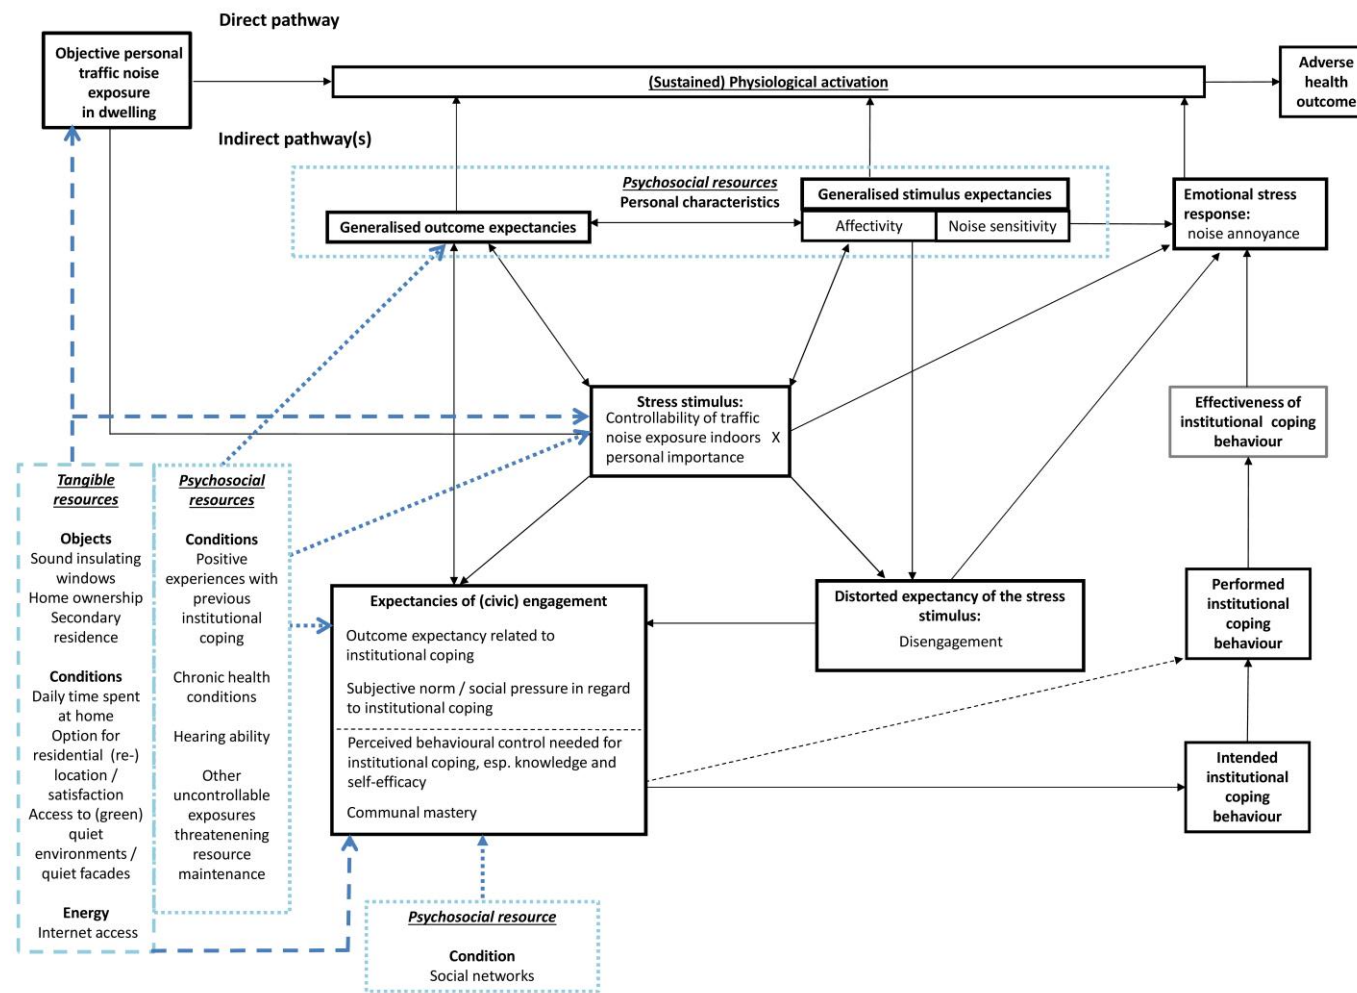 Direct pathway
Objective personal
traffic noise
exposure
in dwelling
(Sustained) Physiological activation
Adverse
health
outcome
Indirect pathway(s)
Psychosocial resources
Personal characteristics
Generalised outcome expectancies
Generalised stimulus expectancies
Affectivity
Noise sensitivity
Emotional stress
response:
noise annoyance
Stress stimulus:
Controllability of traffic
noise exposure indoors X
personal importance
Effectiveness of
institutional coping
behaviour
Tangible
resources
Objects
Sound insulating
windows
Home ownership
Secondary
residence
Conditions
Daily time spent
at home
Option for
residential (re-)
location /
satisfaction
Access to (green)
quiet
environments /
quiet facades
Energy
Internet access
Psychosocial
resources
Conditions
Positive
experiences with
previous
institutional
coping
Chronic health
conditions
Hearing ability
Other
uncontrollable
exposures
threatenening
resource
maintenance
Expectancies of (civic) engagement
Outcome expectancy related to
institutional coping
Subjective norm / social pressure in regard
to institutional coping
Perceived behavioural control needed for
institutional coping, esp. knowledge and
self-efficacy
Communal mastery
Distorted expectancy of the stress
stimulus:
Disengagement
Performed
institutional
coping
behaviour
Intended
institutional
coping
behaviour
Psychosocial resource
Condition
Social networks